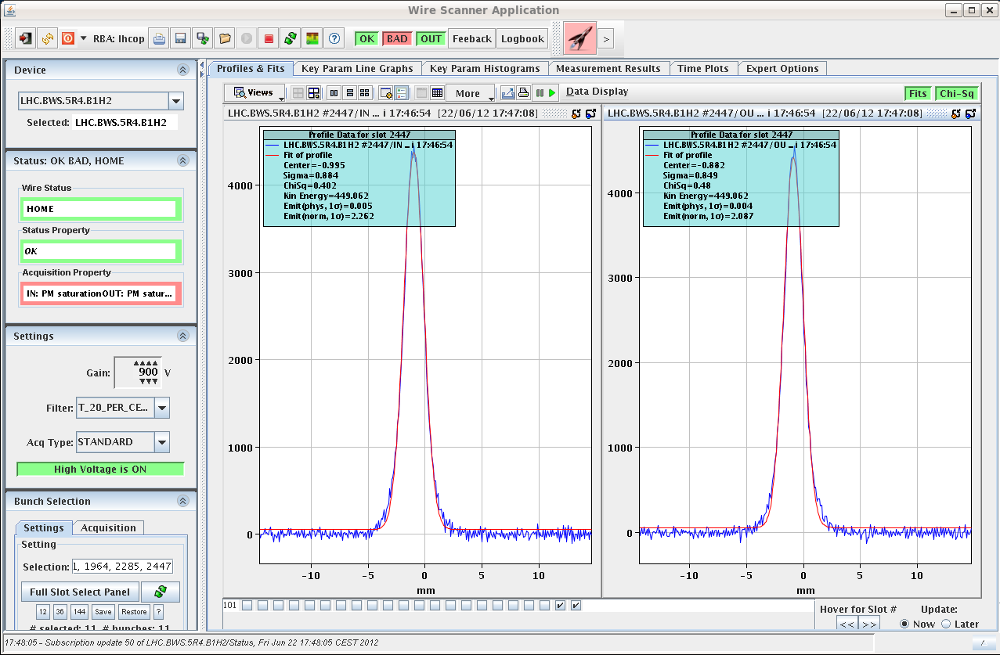 Wire Scanner Application
RBA: lhcop
OK BAD OUT Feeback Logbook >
Device
LHC.BWS.5R4.B1H2
Selected: LHC.BWS.5R4.B1H2
Status: OK BAD, HOME
Wire Status
HOME
Status Property
OK
Acquisition Property
IN: PM saturationOUT: PM satur...
Settings
Gain: 900 V
Filter: T_20_PER_CE...
Acq Type: STANDARD
High Voltage is ON
Bunch Selection
Settings Acquisition
Setting
Selection: 1, 1964, 2285, 2447
Full Slot Select Panel
12 36 144 Save Restore ?
# selected: 11, # bunches: 11
Profiles & Fits Key Param Line Graphs Key Param Histograms Measurement Results Time Plots Expert Options
Views More Data Display Fits Chi-Sq
LHC.BWS.5R4.B1H2 #2447/IN ... i 17:46:54 [22/06/12 17:47:08]
Profile Data for slot 2447
LHC.BWS.5R4.B1H2 #2447/IN ... i 17:46:54
Fit of profile
Center=-0.995
Sigma=0.884
ChiSq=0.402
Kin Energy=449.062
Emit(phys, 1σ)=0.005
Emit(norm, 1σ)=2.262
4000
3000
2000
1000
0
-10 -5 0 5 10
mm
LHC.BWS.5R4.B1H2 #2447/OU ... i 17:46:54 [22/06/12 17:47:08]
Profile Data for slot 2447
LHC.BWS.5R4.B1H2 #2447/OU ... i 17:46:54
Fit of profile
Center=-0.882
Sigma=0.849
ChiSq=0.48
Kin Energy=449.062
Emit(phys, 1σ)=0.004
Emit(norm, 1σ)=2.087
4000
3000
2000
1000
0
-10 -5 0 5 10
mm
101
Hover for Slot # Update:
<< >> Now Later
17:48:05 - Subscription update 50 of LHC.BWS.5R4.B1H2/Status, Fri Jun 22 17:48:05 CEST 2012